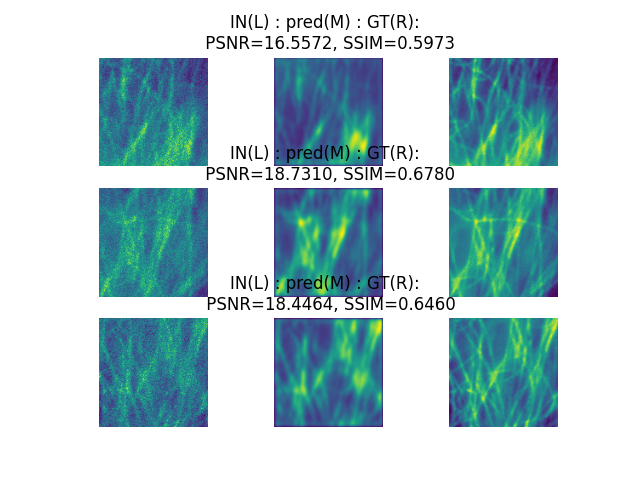 IN(L) : pred(M) : GT(R):
PSNR=16.5572, SSIM=0.5973
IN(L) : pred(M) : GT(R):
PSNR=18.7310, SSIM=0.6780
IN(L) : pred(M) : GT(R):
PSNR=18.4464, SSIM=0.6460